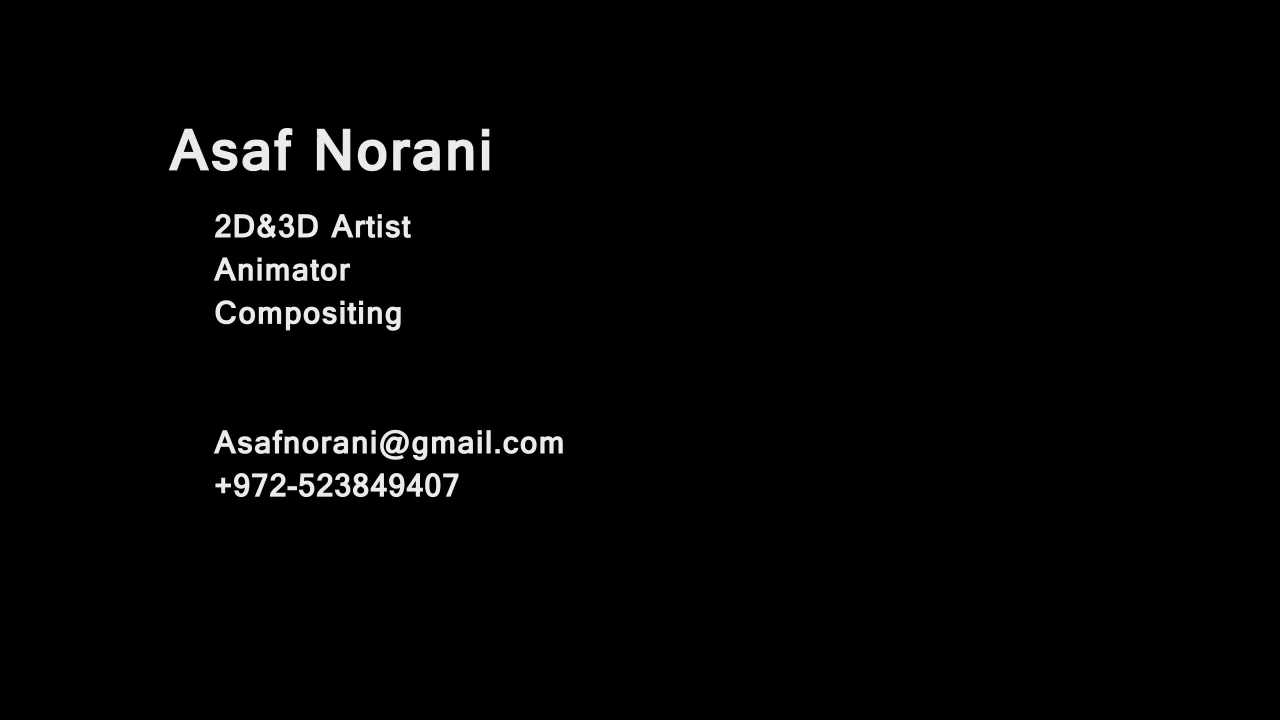 Asaf Norani
2D&3D Artist
Animator
Compositing
Asafnorani@gmail.com
+972-523849407